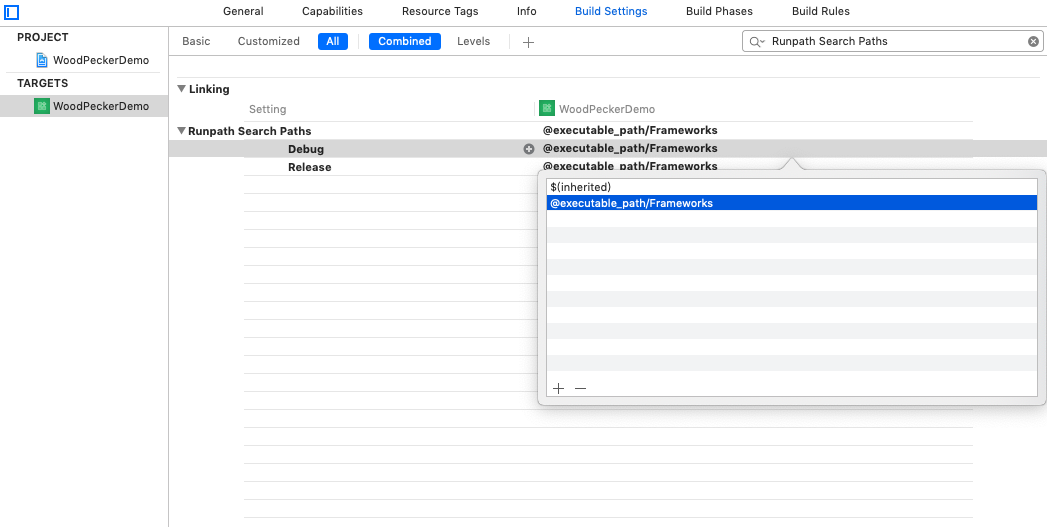 General Capabilities Resource Tags Info Build Settings Build Phases Build Rules
PROJECT
WoodPeckerDemo
TARGETS
WoodPeckerDemo
Basic Customized All Combined Levels Runpath Search Paths
Linking
Setting WoodPeckerDemo
Runpath Search Paths @executable_path/Frameworks
Debug @executable_path/Frameworks
Release @executable_path/Frameworks
$(inherited)
@executable_path/Frameworks